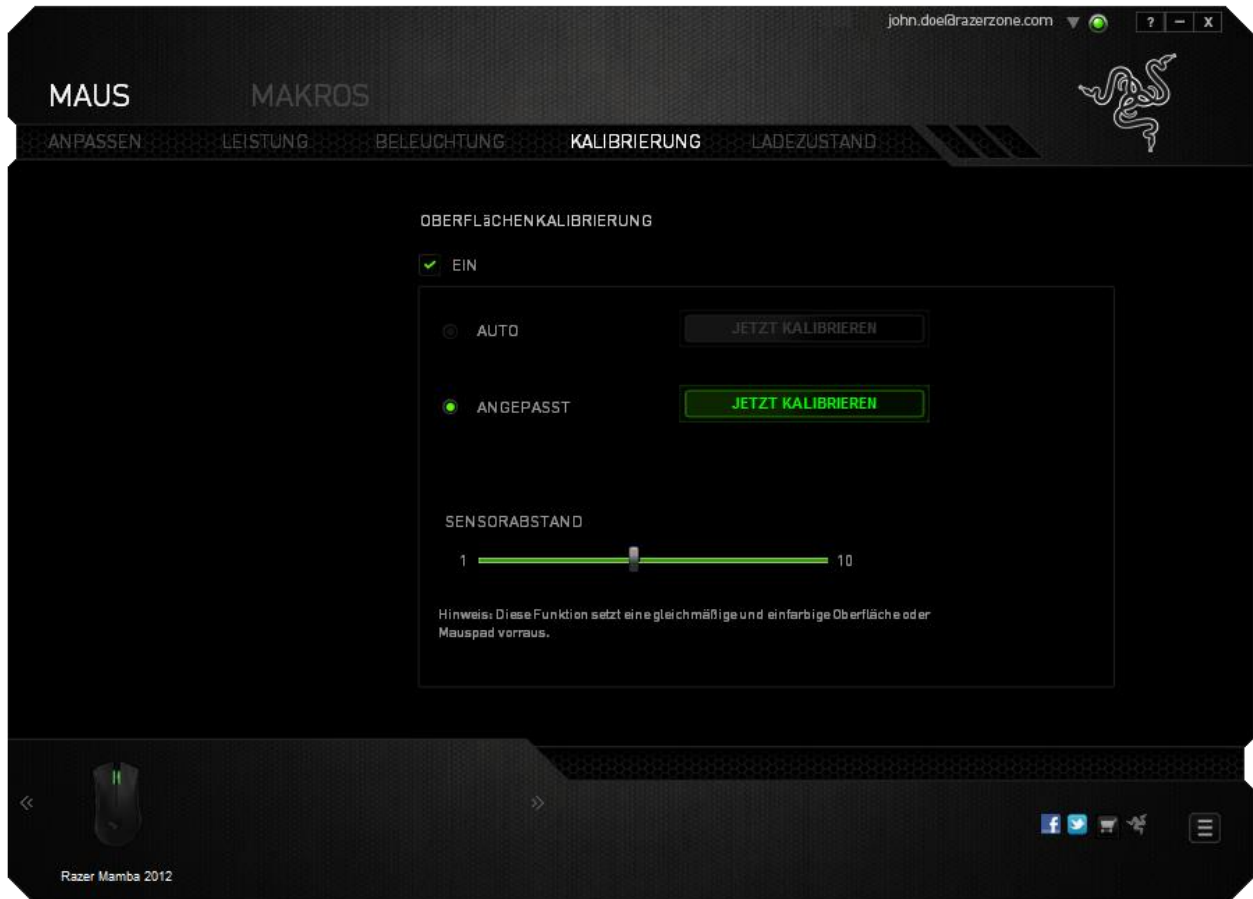 john.doe@razerzone.com
? – X
MAUS MAKROS
ANPASSEN LEISTUNG BELEUCHTUNG KALIBRIERUNG LADEZUSTAND
OBERFLäCHENKALIBRIERUNG
EIN
AUTO JETZT KALIBRIEREN
ANGEPASST JETZT KALIBRIEREN
SENSORABSTAND
1 10
Hinweis: Diese Funktion setzt eine gleichmäßige und einfarbige Oberfläche oder
Mauspad vorraus.
Razer Mamba 2012